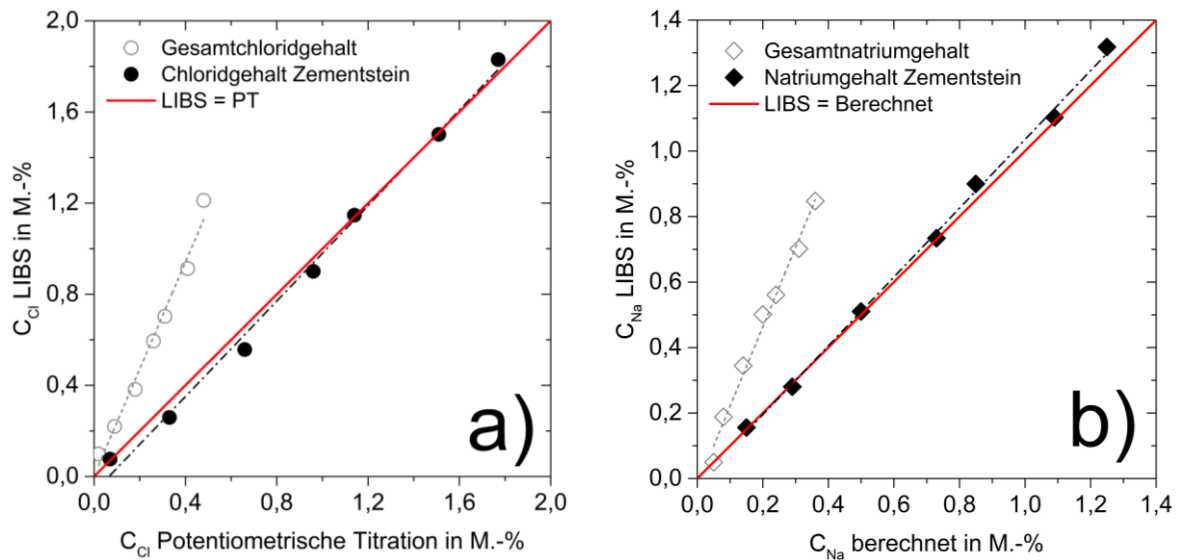 2,0
1,6
1,2
0,8
0,4
0,0
C_Cl LIBS in M.-%
Gesamtchloridgehalt
Chloridgehalt Zementstein
LIBS = PT
a)
0,0 0,4 0,8 1,2 1,6 2,0
C_Cl Potentiometrische Titration in M.-%
1,4
1,2
1,0
0,8
0,6
0,4
0,2
0,0
C_Na LIBS in M.-%
Gesamtnatriumgehalt
Natriumgehalt Zementstein
LIBS = Berechnet
b)
0,0 0,2 0,4 0,6 0,8 1,0 1,2 1,4
C_Na berechnet in M.-%